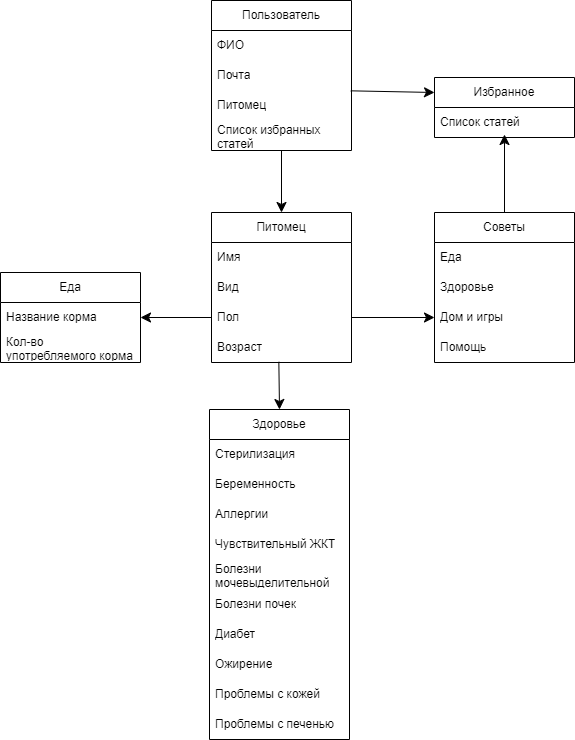 Пользователь
ФИО
Почта
Питомец
Список избранных
статей
Избранное
Список статей
Питомец
Имя
Вид
Пол
Возраст
Советы
Еда
Здоровье
Дом и игры
Помощь
Еда
Название корма
Кол-во
употребляемого корма
Здоровье
Стерилизация
Беременность
Аллергии
Чувствительный ЖКТ
Болезни
мочевыделительной
Болезни почек
Диабет
Ожирение
Проблемы с кожей
Проблемы с печенью